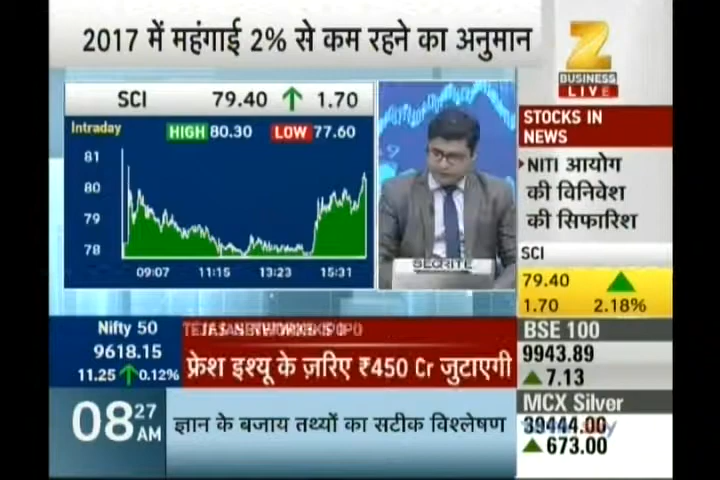 2017 में महंगाई 2% से कम रहने का अनुमान
Z
BUSINESS
LIVE
SCI 79.40 1.70
Intraday HIGH 80.30 LOW 77.60
81
80
79
78
09:07 11:15 13:23 15:31
SECRITE
STOCKS IN
NEWS
NITI आयोग
की विनिवेश
की सिफारिश
SCI
79.40
1.70 2.18%
Nifty 50
9618.15
11.25 0.12%
फ्रेश इश्यू के ज़रिए ₹450 Cr जुटाएगी
BSE 100
9943.89
7.13
08 27 AM
ज्ञान के बजाय तथ्यों का सटीक विश्लेषण
MCX Silver
39444.00
673.00